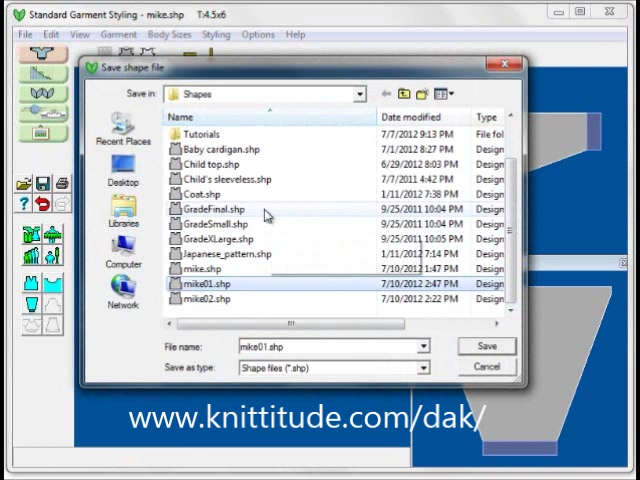 Standard Garment Styling - mike.shp T:4.5x6
File Edit View Garment Body Sizes Styling Options Help
Save shape file
Save in: Shapes
Name Date modified Type
Tutorials 7/7/2012 9:13 PM File fol
Baby cardigan.shp 7/1/2012 8:27 PM Design
Child top.shp 6/29/2012 8:03 PM Design
Child's sleeveless.shp 7/7/2011 4:42 PM Design
Coat.shp 1/11/2012 7:38 PM Design
GradeFinal.shp 9/25/2011 10:04 PM Design
GradeSmall.shp 9/25/2011 10:04 PM Design
GradeXLarge.shp 9/25/2011 10:05 PM Design
Japanese_pattern.shp 1/11/2012 7:14 PM Design
mike.shp 7/10/2012 1:47 PM Design
mike01.shp 7/10/2012 2:47 PM Design
mike02.shp 7/10/2012 2:22 PM Design
Recent Places
Desktop
Libraries
Computer
Network
File name: mike01.shp Save
Save as type: Shape files (*.shp) Cancel
www.knittitude.com/dak/